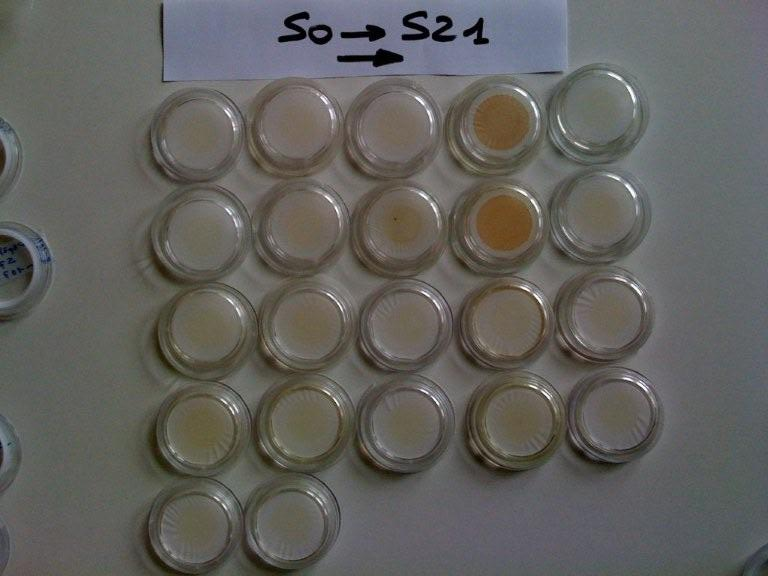 S0 → S21
→